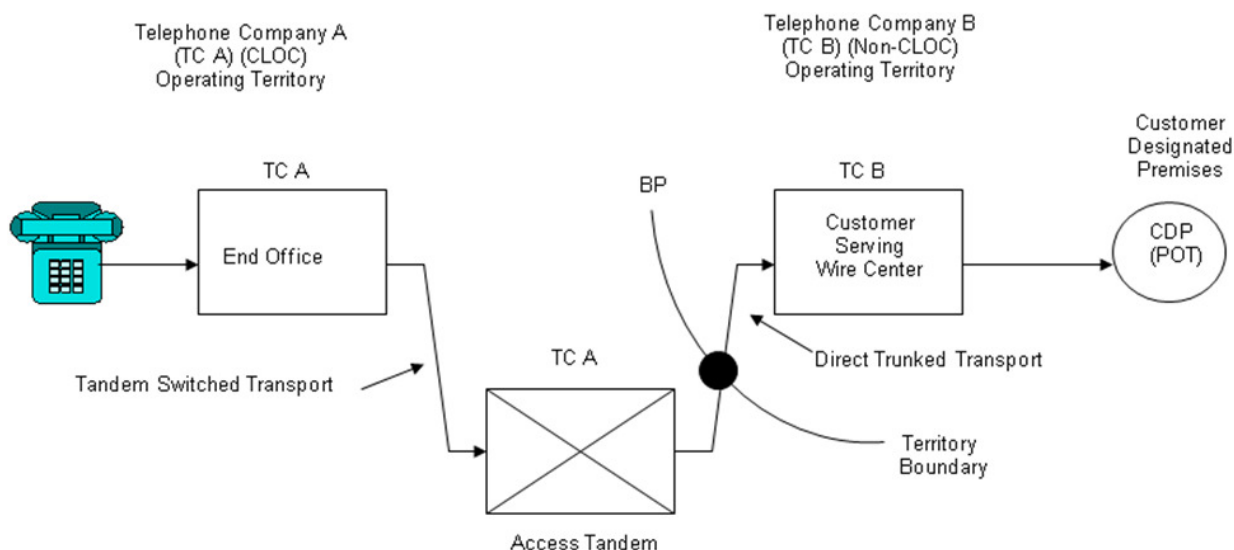 Telephone Company A
(TC A) (CLOC)
Operating Territory
Telephone Company B
(TC B) (Non-CLOC)
Operating Territory
Customer
Designated
Premises
TC A
BP
TC B
End Office
Customer
Serving
Wire Center
CDP
(POT)
Tandem Switched Transport
TC A
Direct Trunked Transport
Territory
Boundary
Access Tandem